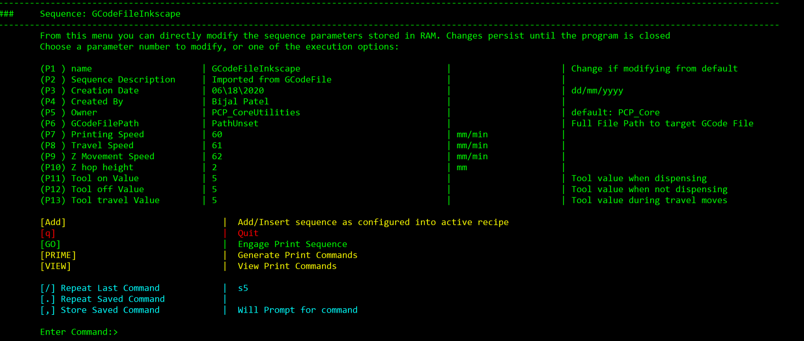 ###     Sequence: GCodeFileInkscape
From this menu you can directly modify the sequence parameters stored in RAM. Changes persist until the program is closed
Choose a parameter number to modify, or one of the execution options:
(P1 ) name | GCodeFileInkscape | | Change if modifying from default
(P2 ) Sequence Description | Imported from GCodeFile | |
(P3 ) Creation Date | 06\18\2020 | | dd/mm/yyyy
(P4 ) Created By | Bijal Patel | |
(P5 ) Owner | PCP_CoreUtilities | | default: PCP_Core
(P6 ) GCodeFilePath | PathUnset | | Full File Path to target GCode File
(P7 ) Printing Speed | 60 | mm/min |
(P8 ) Travel Speed | 61 | mm/min |
(P9 ) Z Movement Speed | 62 | mm/min |
(P10) Z hop height | 2 | mm |
(P11) Tool on Value | 5 | | Tool value when dispensing
(P12) Tool off Value | 5 | | Tool value when not dispensing
(P13) Tool travel Value | 5 | | Tool value during travel moves
[Add] | Add/Insert sequence as configured into active recipe
[q] | Quit
[GO] | Engage Print Sequence
[PRIME] | Generate Print Commands
[VIEW] | View Print Commands
[/] Repeat Last Command | s5
[.] Repeat Saved Command |
[,] Store Saved Command | Will Prompt for command
Enter Command:>